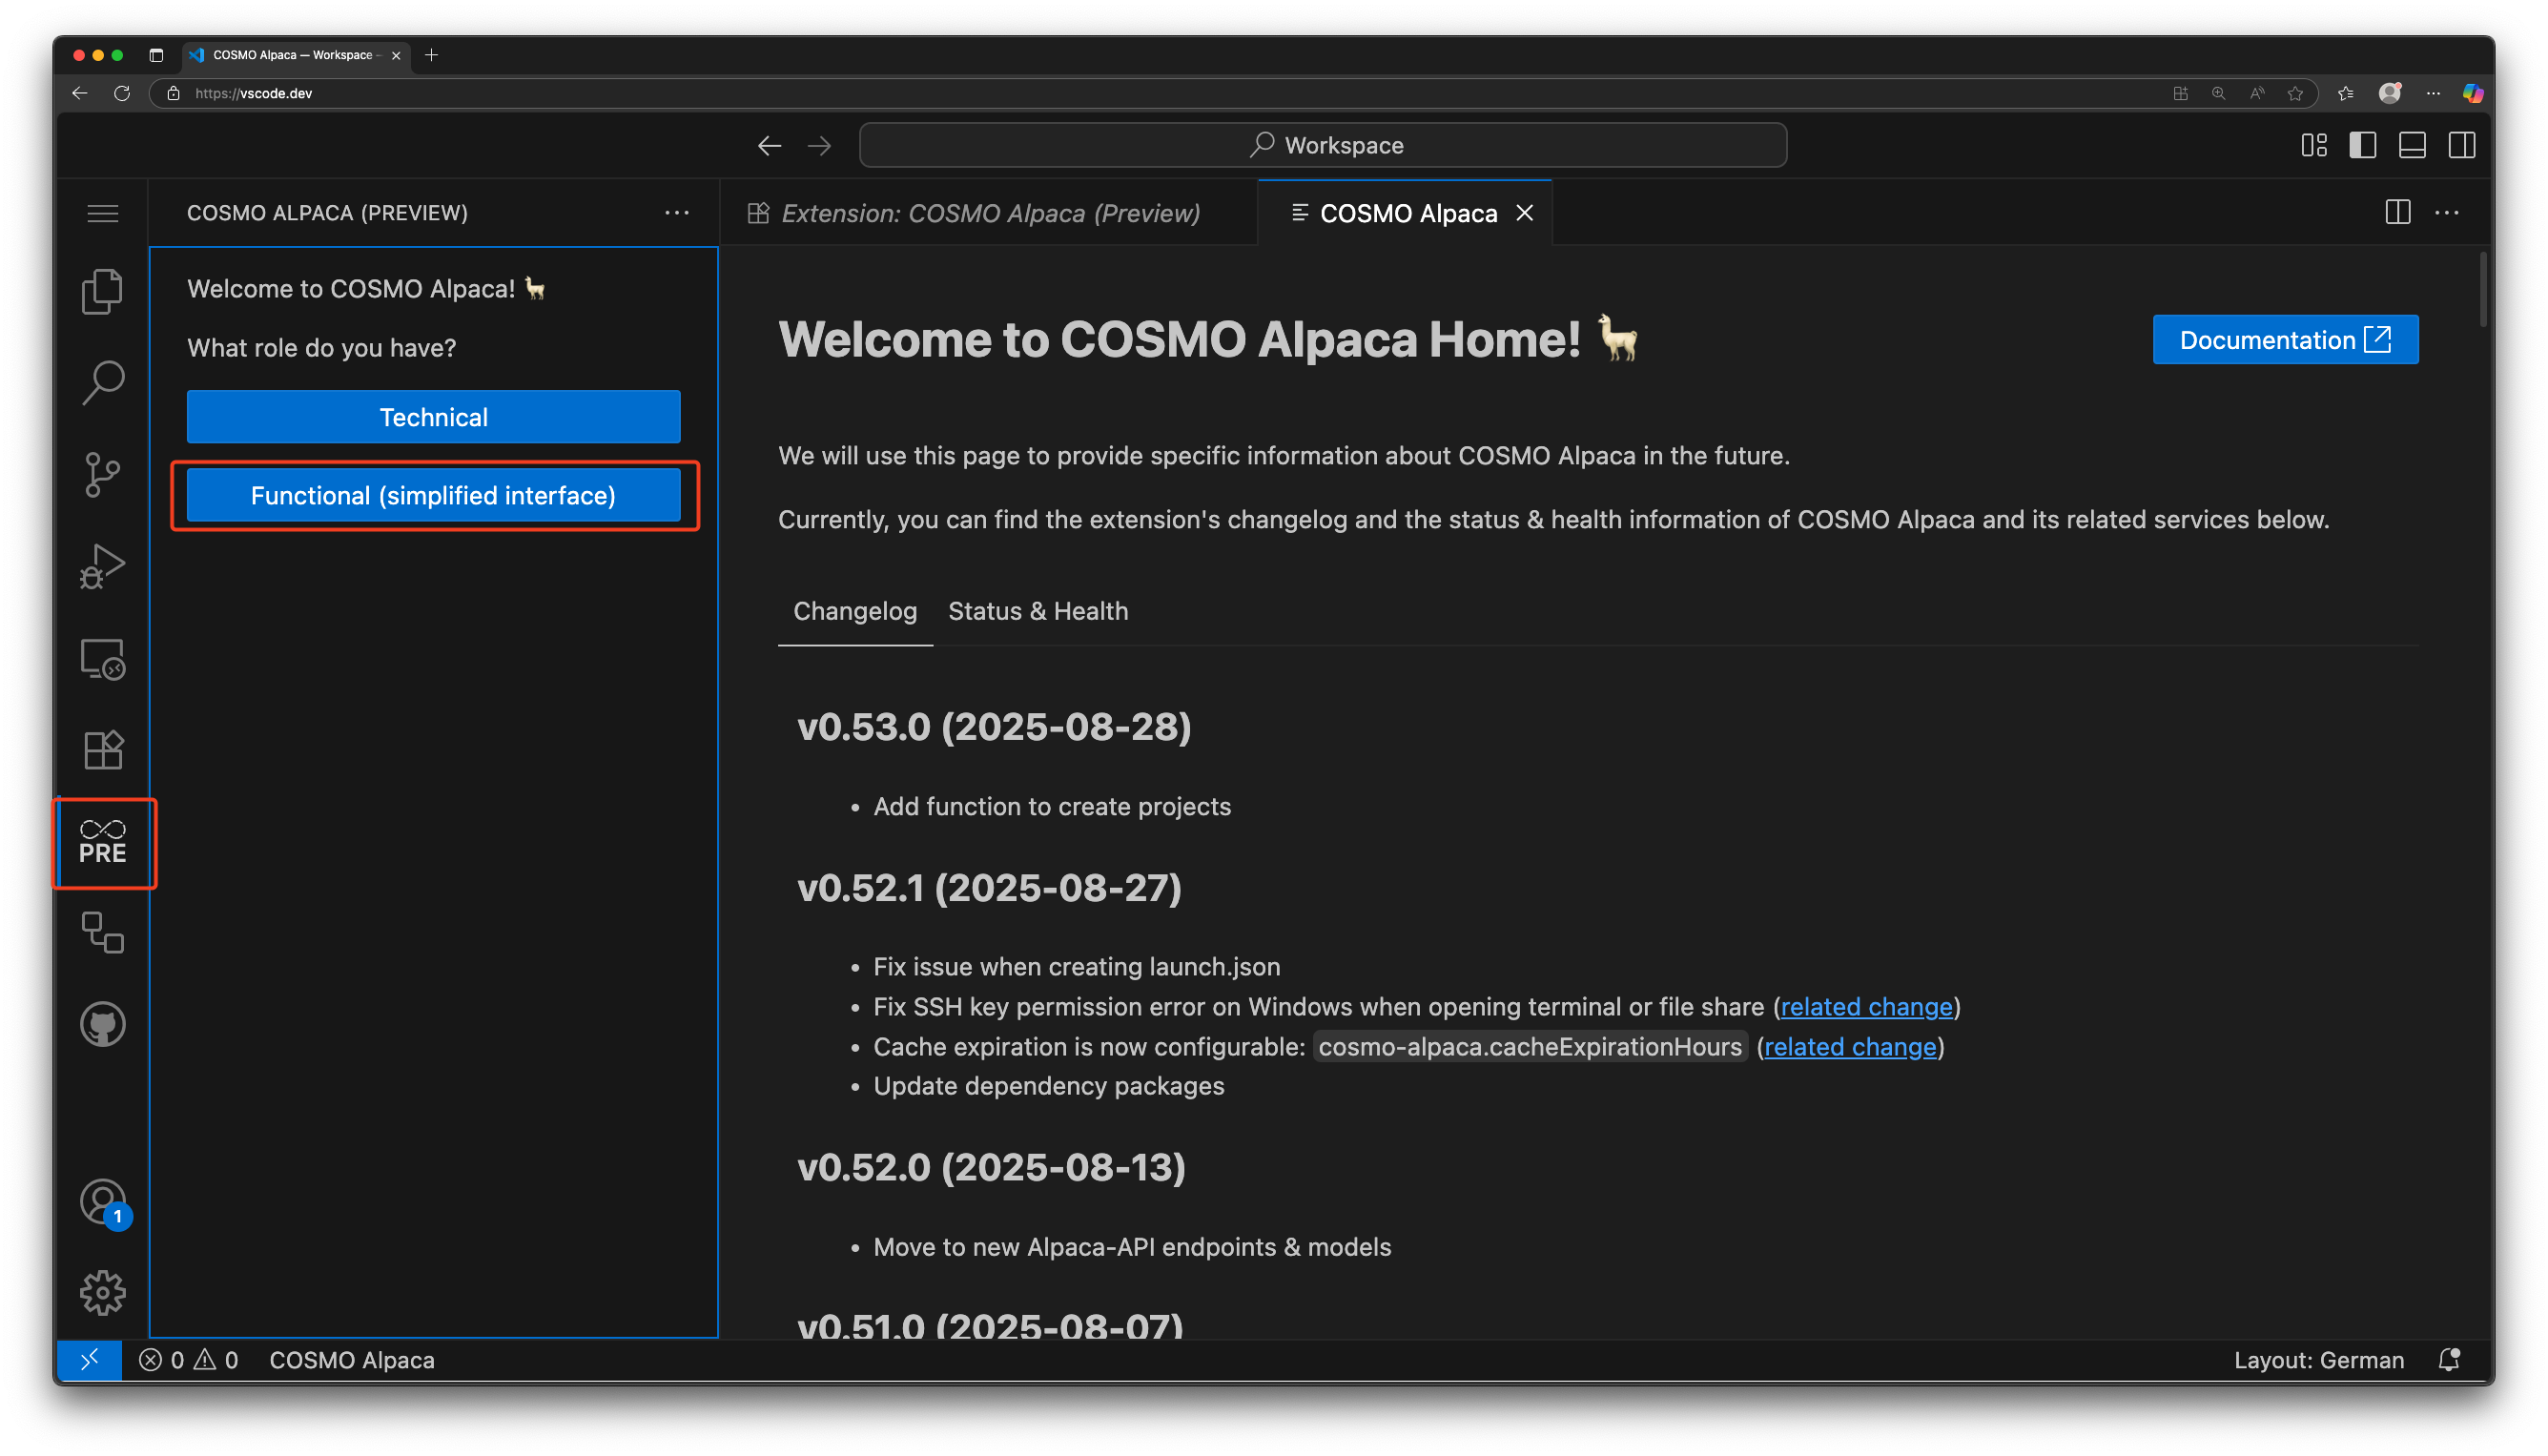 COSMO Alpaca — Workspace –
https://vscode.dev
Workspace
COSMO ALPACA (PREVIEW)
Extension: COSMO Alpaca (Preview)
COSMO Alpaca
Welcome to COSMO Alpaca! 🦙
What role do you have?
Technical
Functional (simplified interface)
PRE
1
Welcome to COSMO Alpaca Home! 🦙
Documentation
We will use this page to provide specific information about COSMO Alpaca in the future.
Currently, you can find the extension's changelog and the status & health information of COSMO Alpaca and its related services below.
Changelog Status & Health
v0.53.0 (2025-08-28)
• Add function to create projects
v0.52.1 (2025-08-27)
• Fix issue when creating launch.json
• Fix SSH key permission error on Windows when opening terminal or file share (related change)
• Cache expiration is now configurable: cosmo-alpaca.cacheExpirationHours (related change)
• Update dependency packages
v0.52.0 (2025-08-13)
• Move to new Alpaca-API endpoints & models
v0.51.0 (2025-08-07)
0 0 COSMO Alpaca
Layout: German